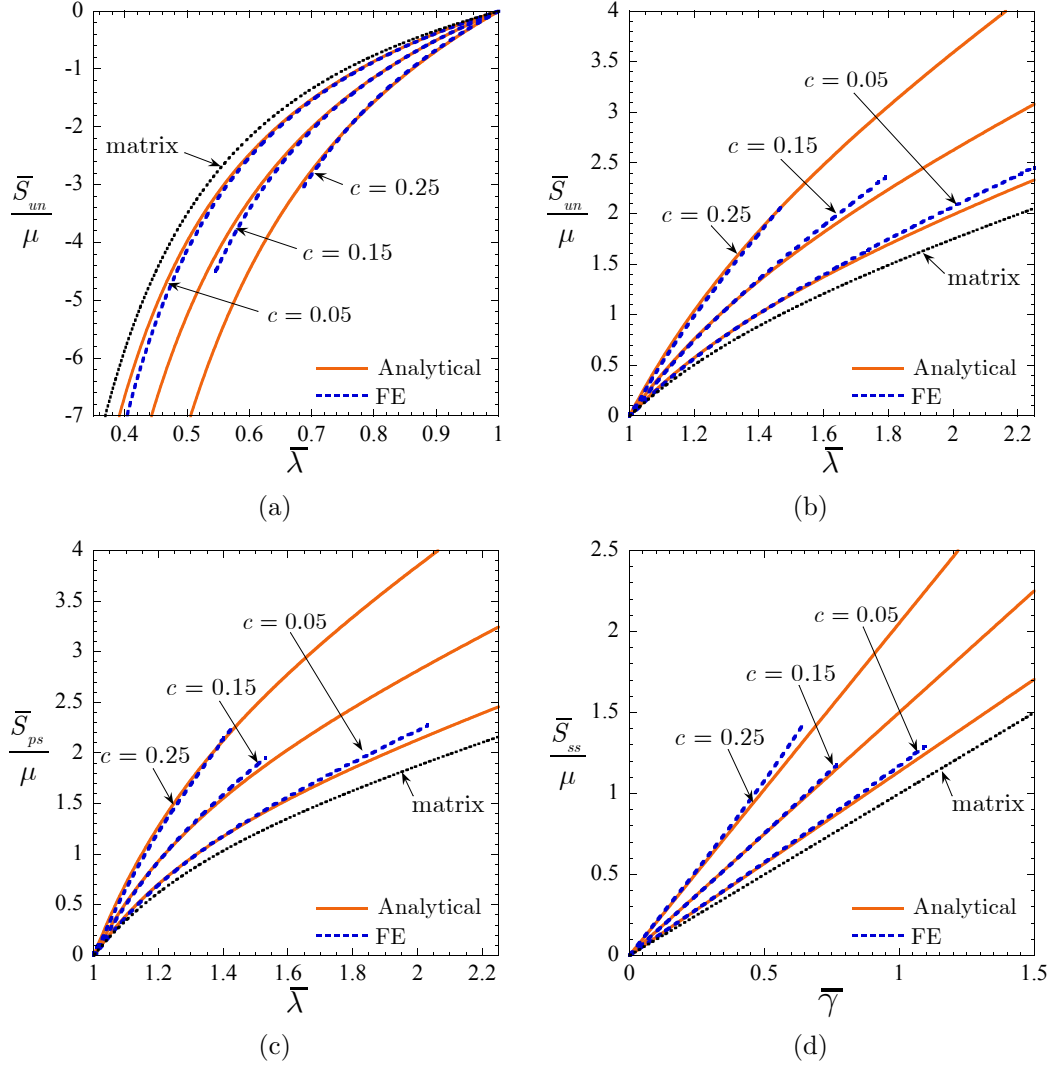 0
-1
-2
-3
-4
-5
-6
-7
S̅un
μ
matrix
c = 0.25
c = 0.15
c = 0.05
Analytical
FE
0.4 0.5 0.6 0.7 0.8 0.9 1
λ̅
(a)
4
3.5
3
2.5
2
1.5
1
0.5
0
S̅un
μ
c = 0.05
c = 0.15
c = 0.25
matrix
Analytical
FE
1 1.2 1.4 1.6 1.8 2 2.2
λ̅
(b)
4
3.5
3
2.5
2
1.5
1
0.5
0
S̅ps
μ
c = 0.05
c = 0.15
c = 0.25
matrix
Analytical
FE
1 1.2 1.4 1.6 1.8 2 2.2
λ̅
(c)
2.5
2
1.5
1
0.5
0
S̅ss
μ
c = 0.05
c = 0.15
c = 0.25
matrix
Analytical
FE
0 0.5 1 1.5
γ̅
(d)